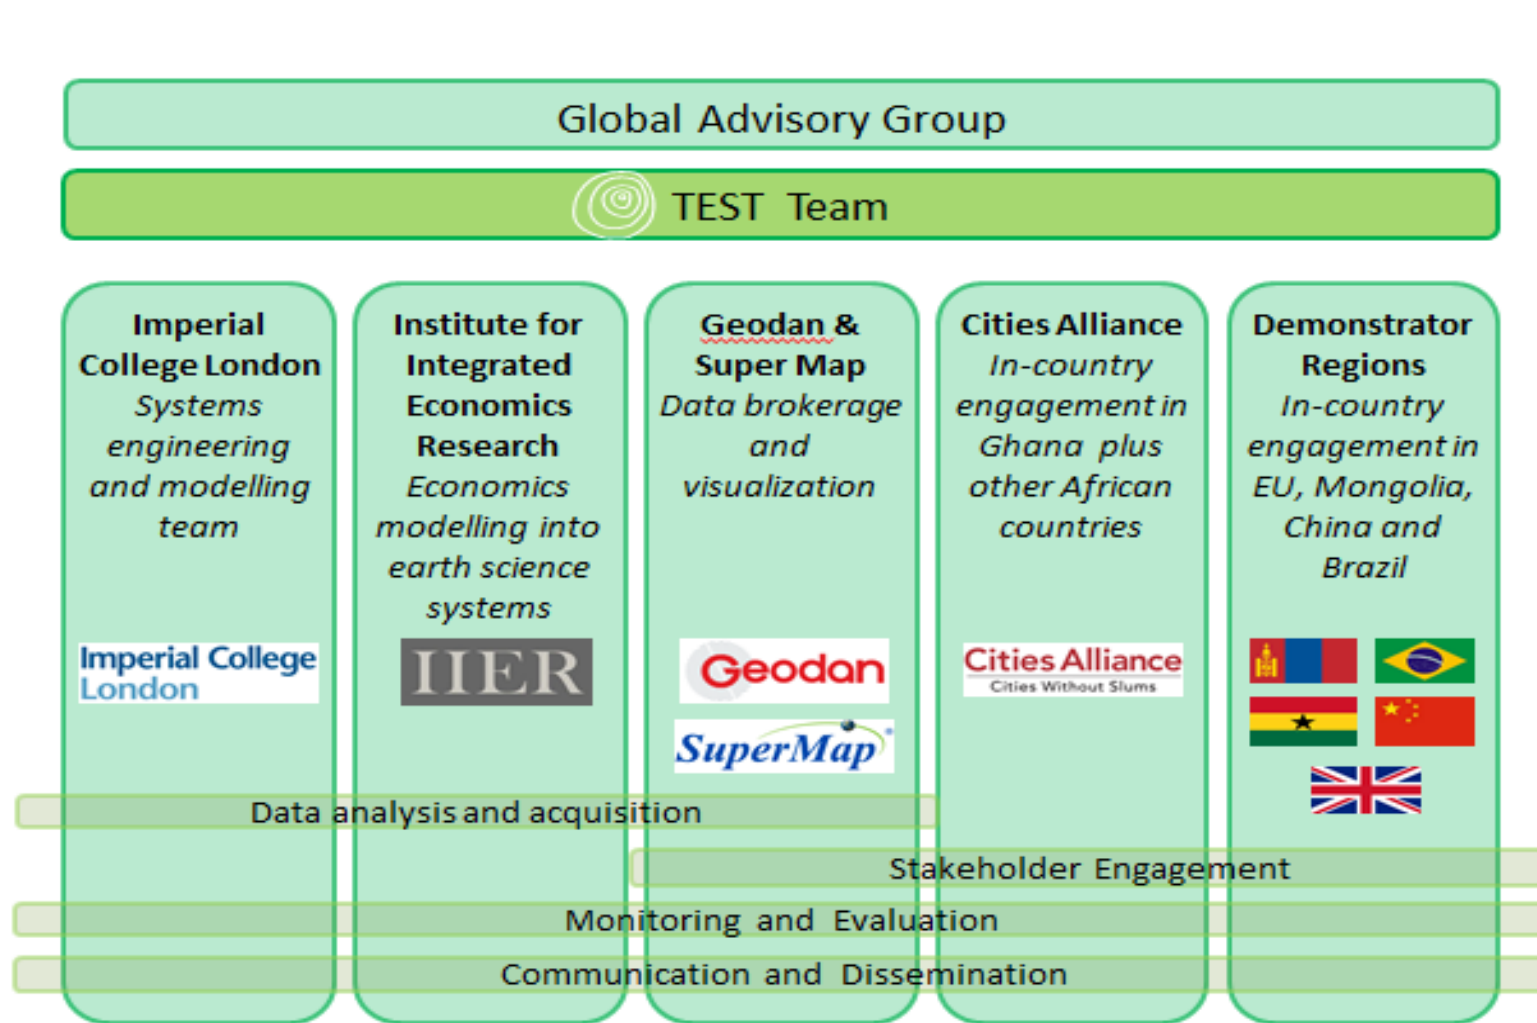 Global Advisory Group
TEST Team
Imperial
College London
Systems
engineering
and modelling
team
Imperial College
London
Institute for
Integrated
Economics
Research
Economics
modelling into
earth science
systems
IIER
Geodan &
Super Map
Data brokerage
and
visualization
Geodan
SuperMap
Cities Alliance
In-country
engagement in
Ghana plus
other African
countries
Cities Alliance
Cities Without Slums
Demonstrator
Regions
In-country
engagement in
EU, Mongolia,
China and
Brazil
Data analysis and acquisition
Stakeholder Engagement
Monitoring and Evaluation
Communication and Dissemination